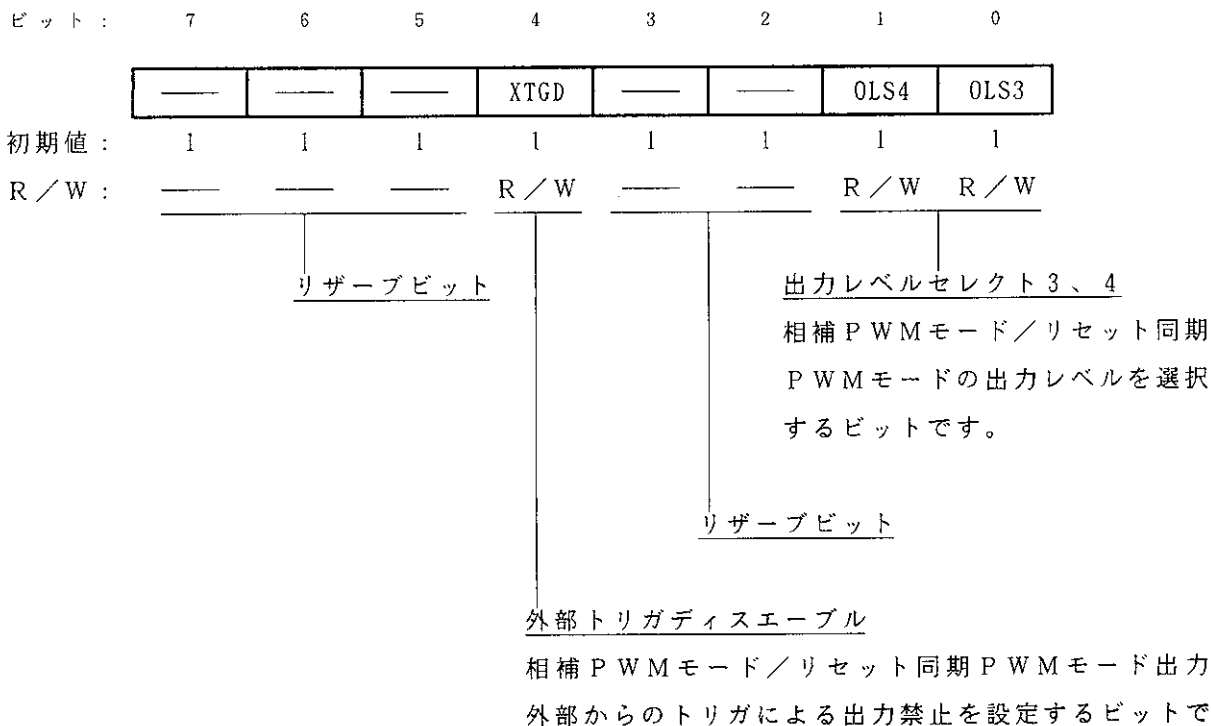 ビット： 7 6 5 4 3 2 1 0
— — — XTGD — — OLS4 OLS3
初期値： 1 1 1 1 1 1 1 1
R／W： — — — R／W — — R／W R／W
リザーブビット
出力レベルセレクト3、4
相補PWMモード／リセット同期
PWMモードの出力レベルを選択
するビットです。
リザーブビット
外部トリガディスエーブル
相補PWMモード／リセット同期PWMモード出力
外部からのトリガによる出力禁止を設定するビットで